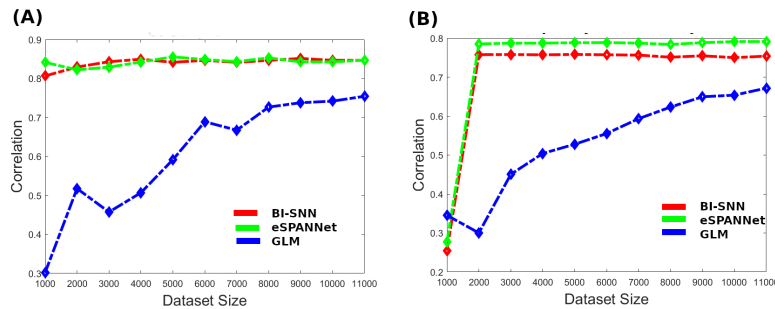 (A)
0.9
0.8
0.7
0.6
0.5
0.4
0.3
Correlation
BI-SNN
eSPANNet
GLM
1000 2000 3000 4000 5000 6000 7000 8000 9000 10000 11000
Dataset Size
(B)
0.8
0.7
0.6
0.5
0.4
0.3
0.2
Correlation
BI-SNN
eSPANNet
GLM
1000 2000 3000 4000 5000 6000 7000 8000 9000 10000 1100
Dataset Size